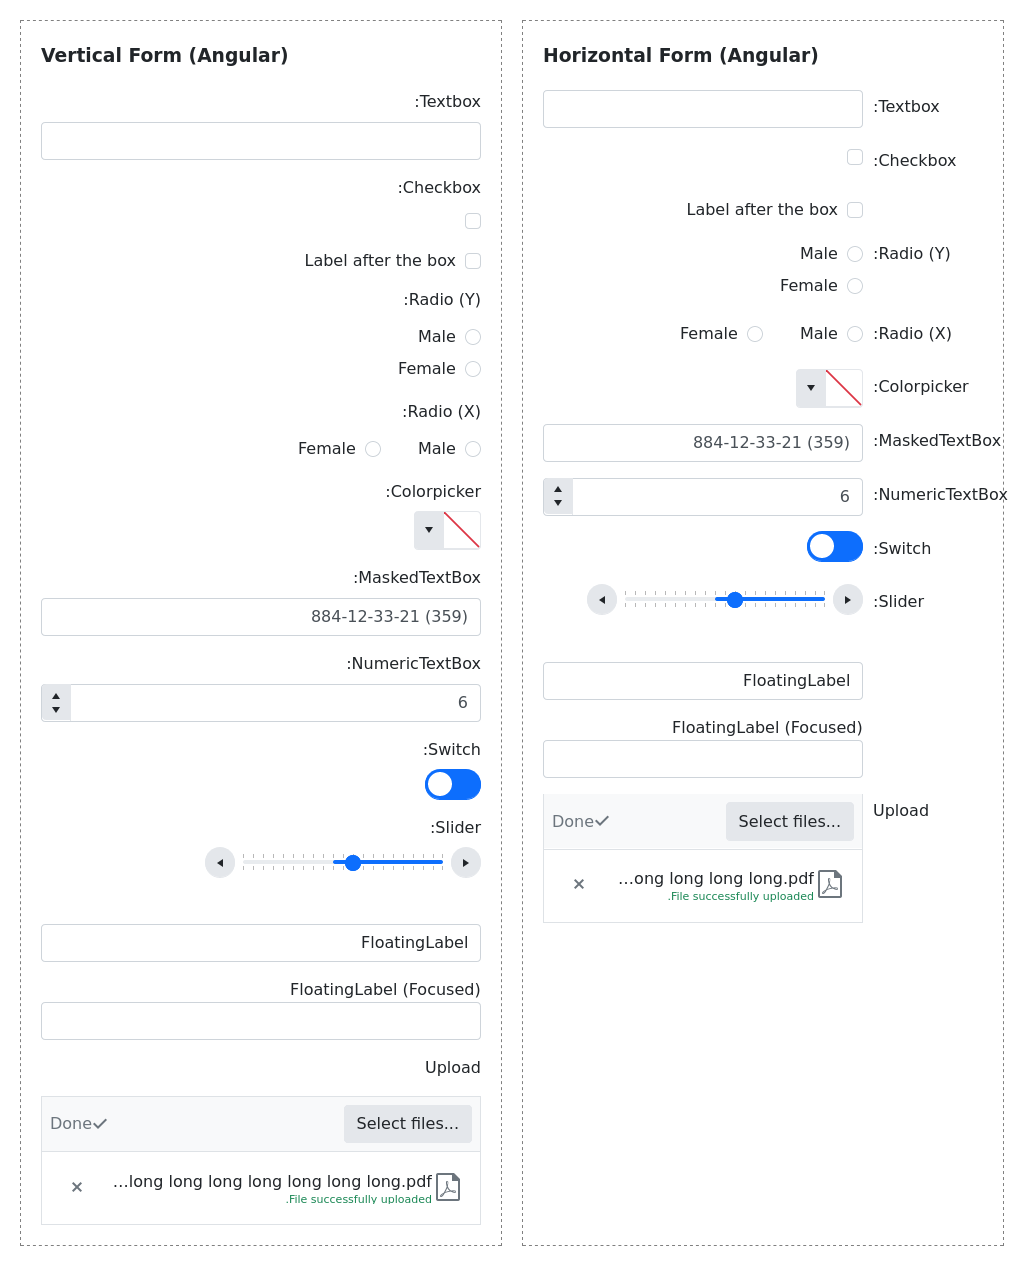 Vertical Form (Angular)
:Textbox
:Checkbox
Label after the box
:Radio (Y)
Male
Female
:Radio (X)
Female Male
:Colorpicker
:MaskedTextBox
884-12-33-21 (359)
:NumericTextBox
6
:Switch
:Slider
FloatingLabel
FloatingLabel (Focused)
Upload
Done Select files...
...long long long long long long long.pdf
.File successfully uploaded
Horizontal Form (Angular)
:Textbox
:Checkbox
Label after the box
Male :Radio (Y)
Female
Female Male :Radio (X)
:Colorpicker
884-12-33-21 (359) :MaskedTextBox
6 :NumericTextBox
:Switch
:Slider
FloatingLabel
FloatingLabel (Focused)
Upload
Done Select files...
...ong long long long.pdf
.File successfully uploaded